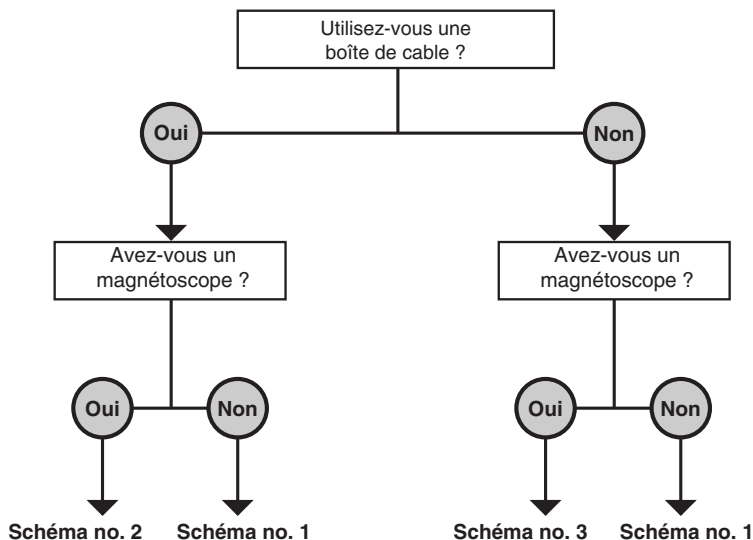 Utilisez-vous une
boîte de cable ?
Oui
Non
Avez-vous un
magnétoscope ?
Avez-vous un
magnétoscope ?
Oui
Non
Oui
Non
Schéma no. 2
Schéma no. 1
Schéma no. 3
Schéma no. 1